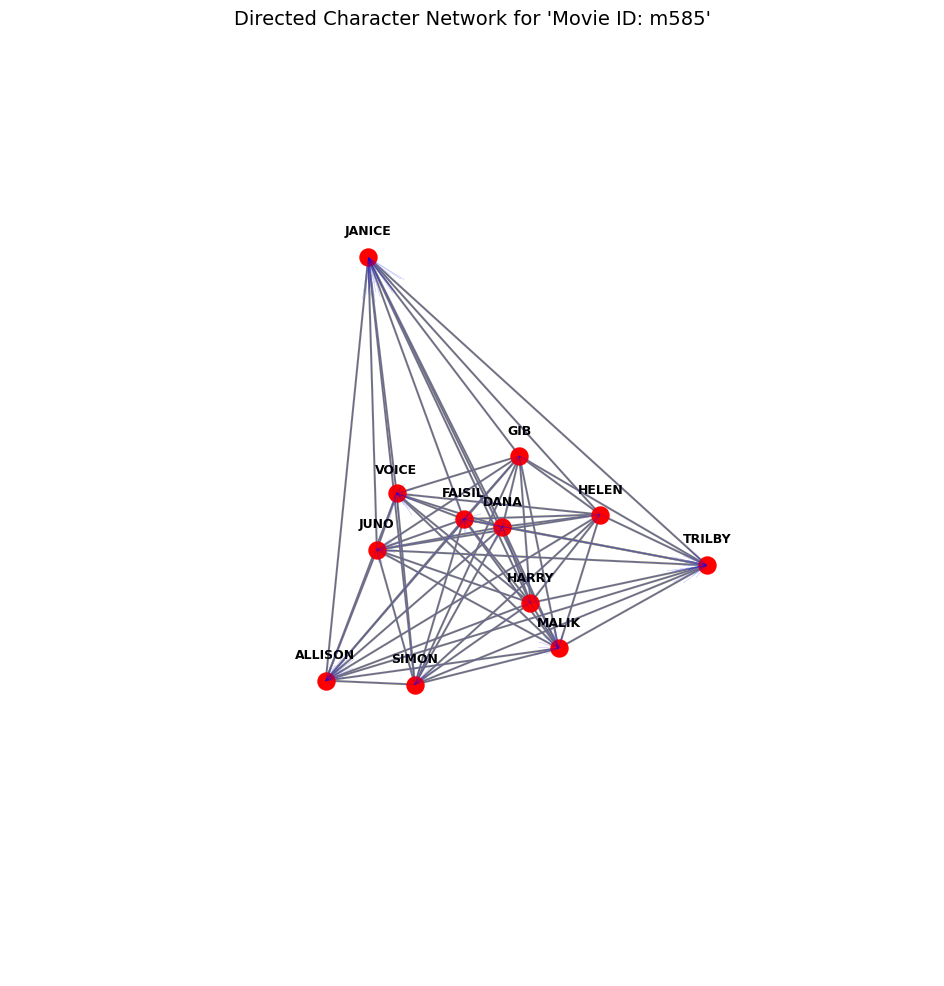 Directed Character Network for 'Movie ID: m585'
JANICE
GIB
VOICE
HELEN
FAISIL
DANA
JUNO
TRILBY
HARRY
MALIK
ALLISON
SIMON